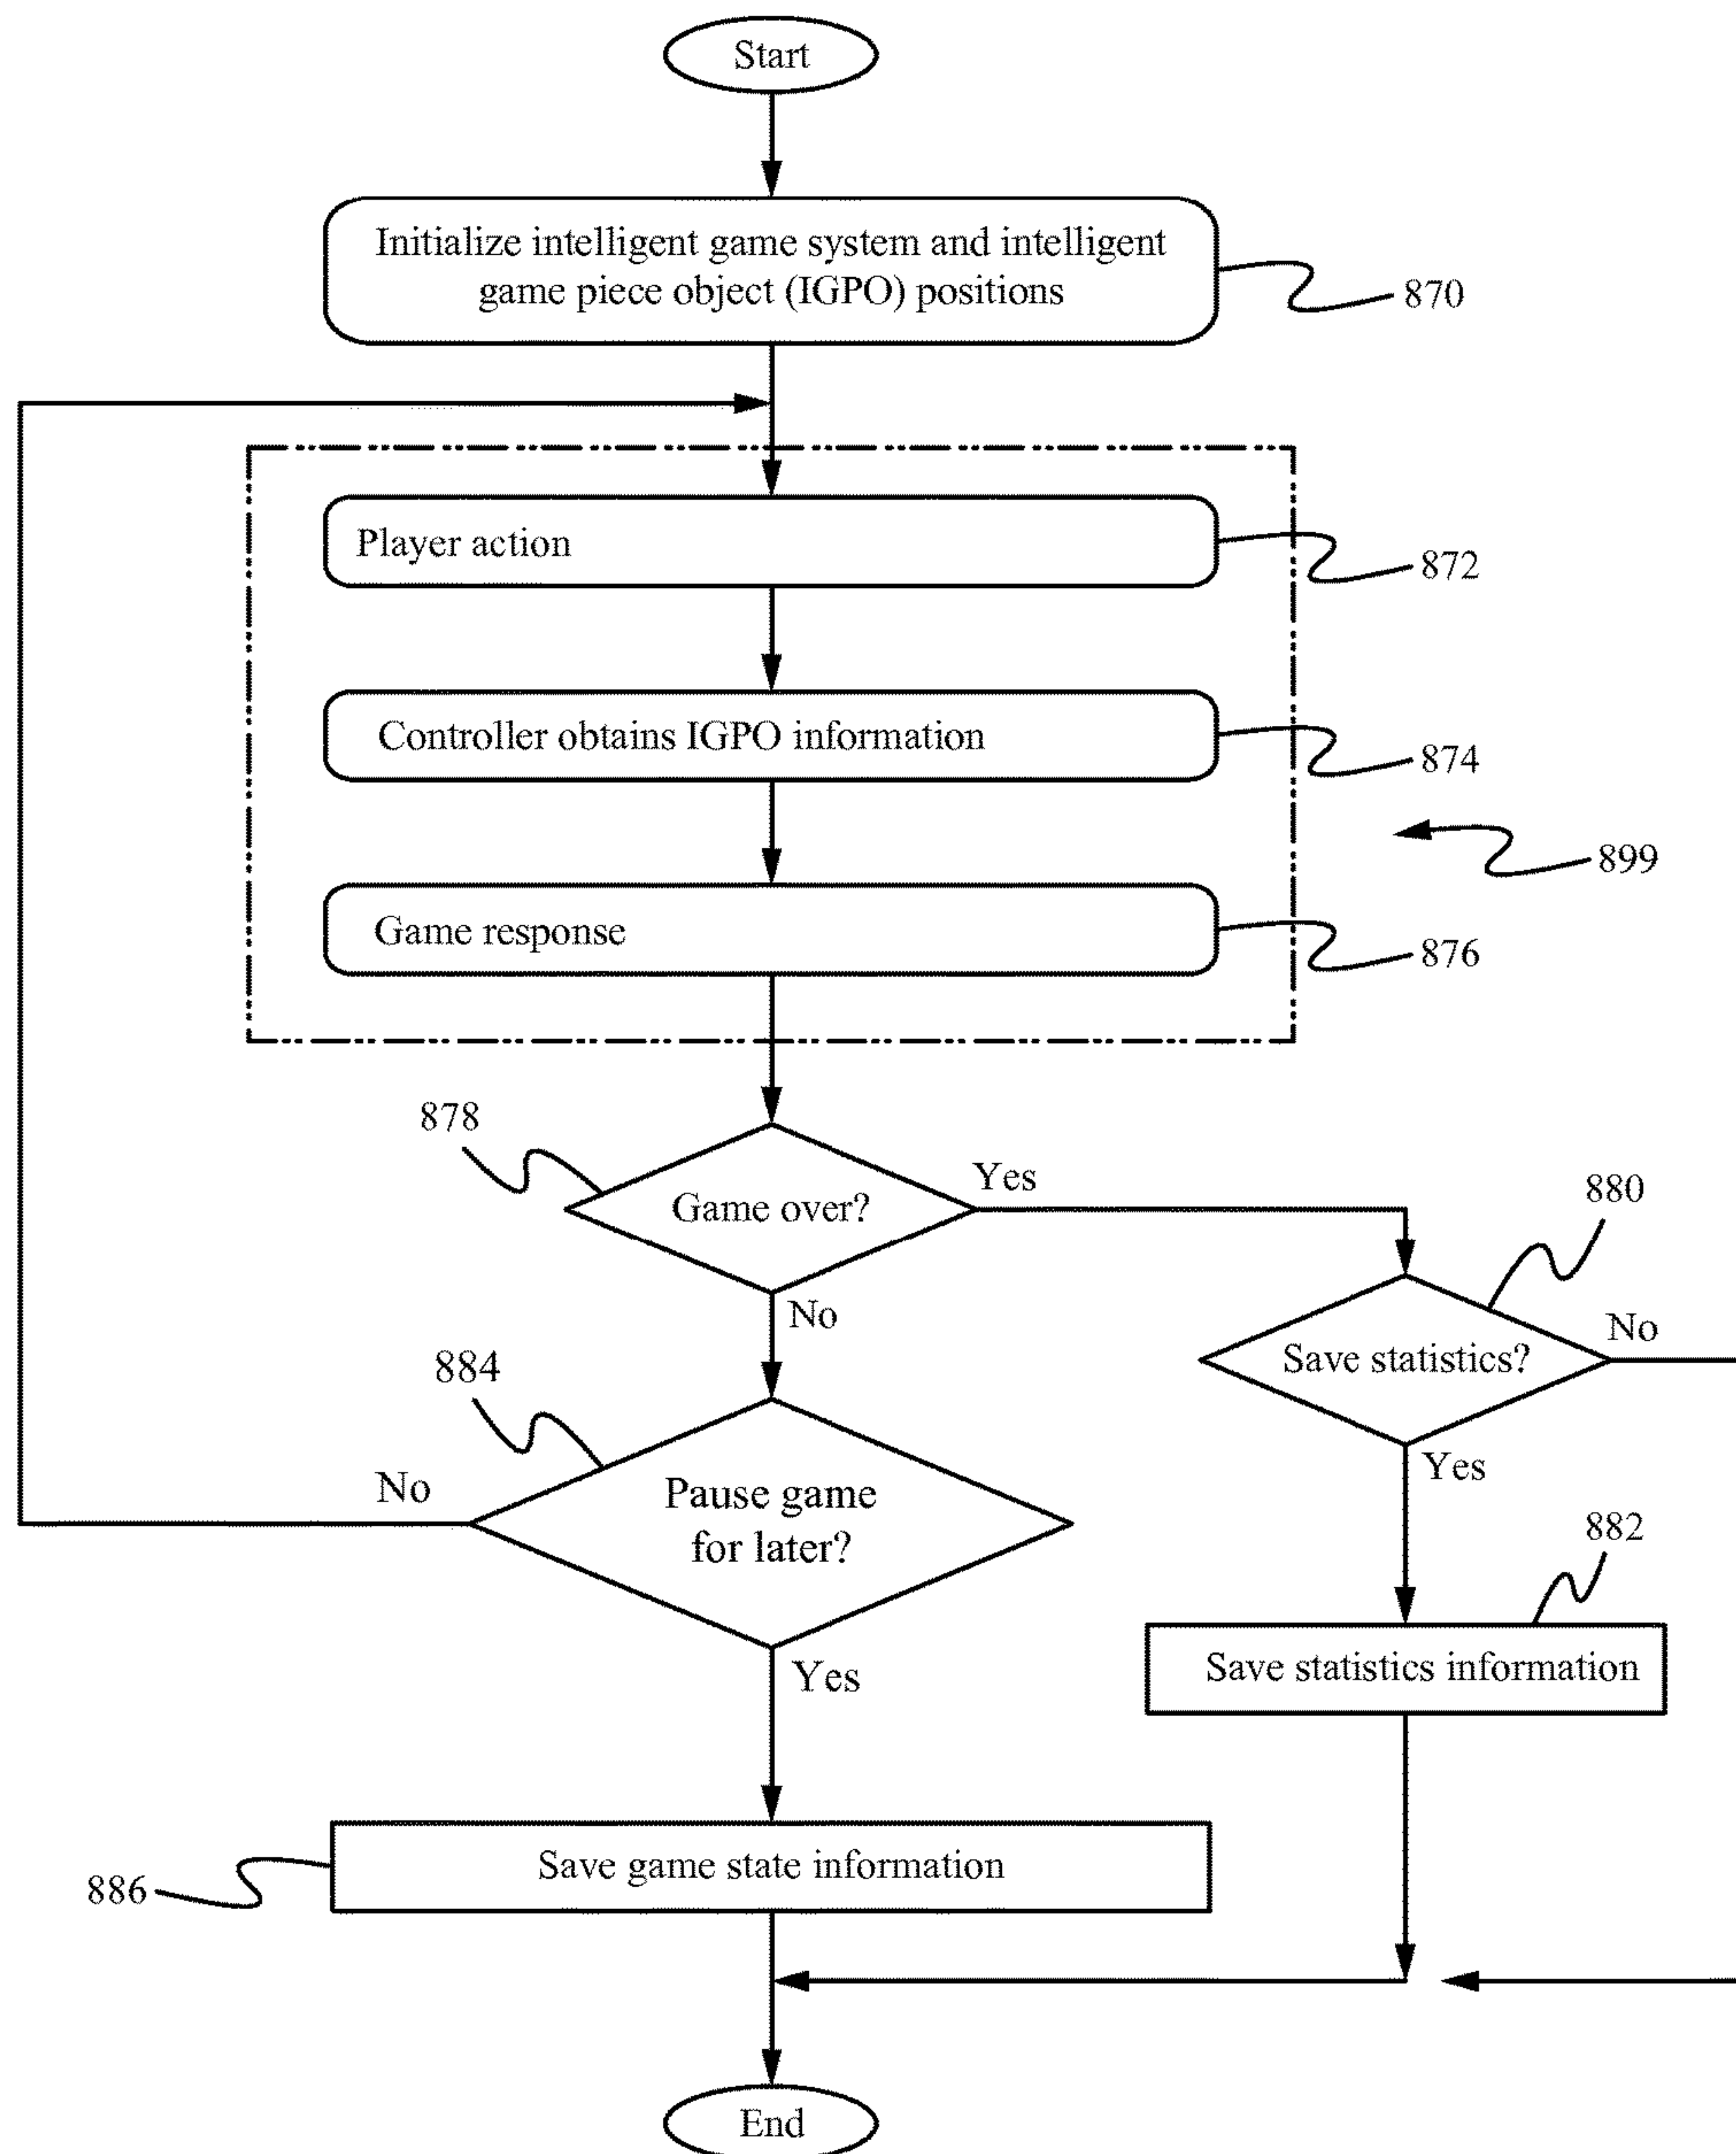 Start
Initialize intelligent game system and intelligent
game piece object (IGPO) positions
870
Player action
872
Controller obtains IGPO information
874
899
Game response
876
878
Game over?
Yes
No
880
Save statistics?
No
Yes
884
Pause game
for later?
No
Yes
882
Save statistics information
Save game state information
886
End